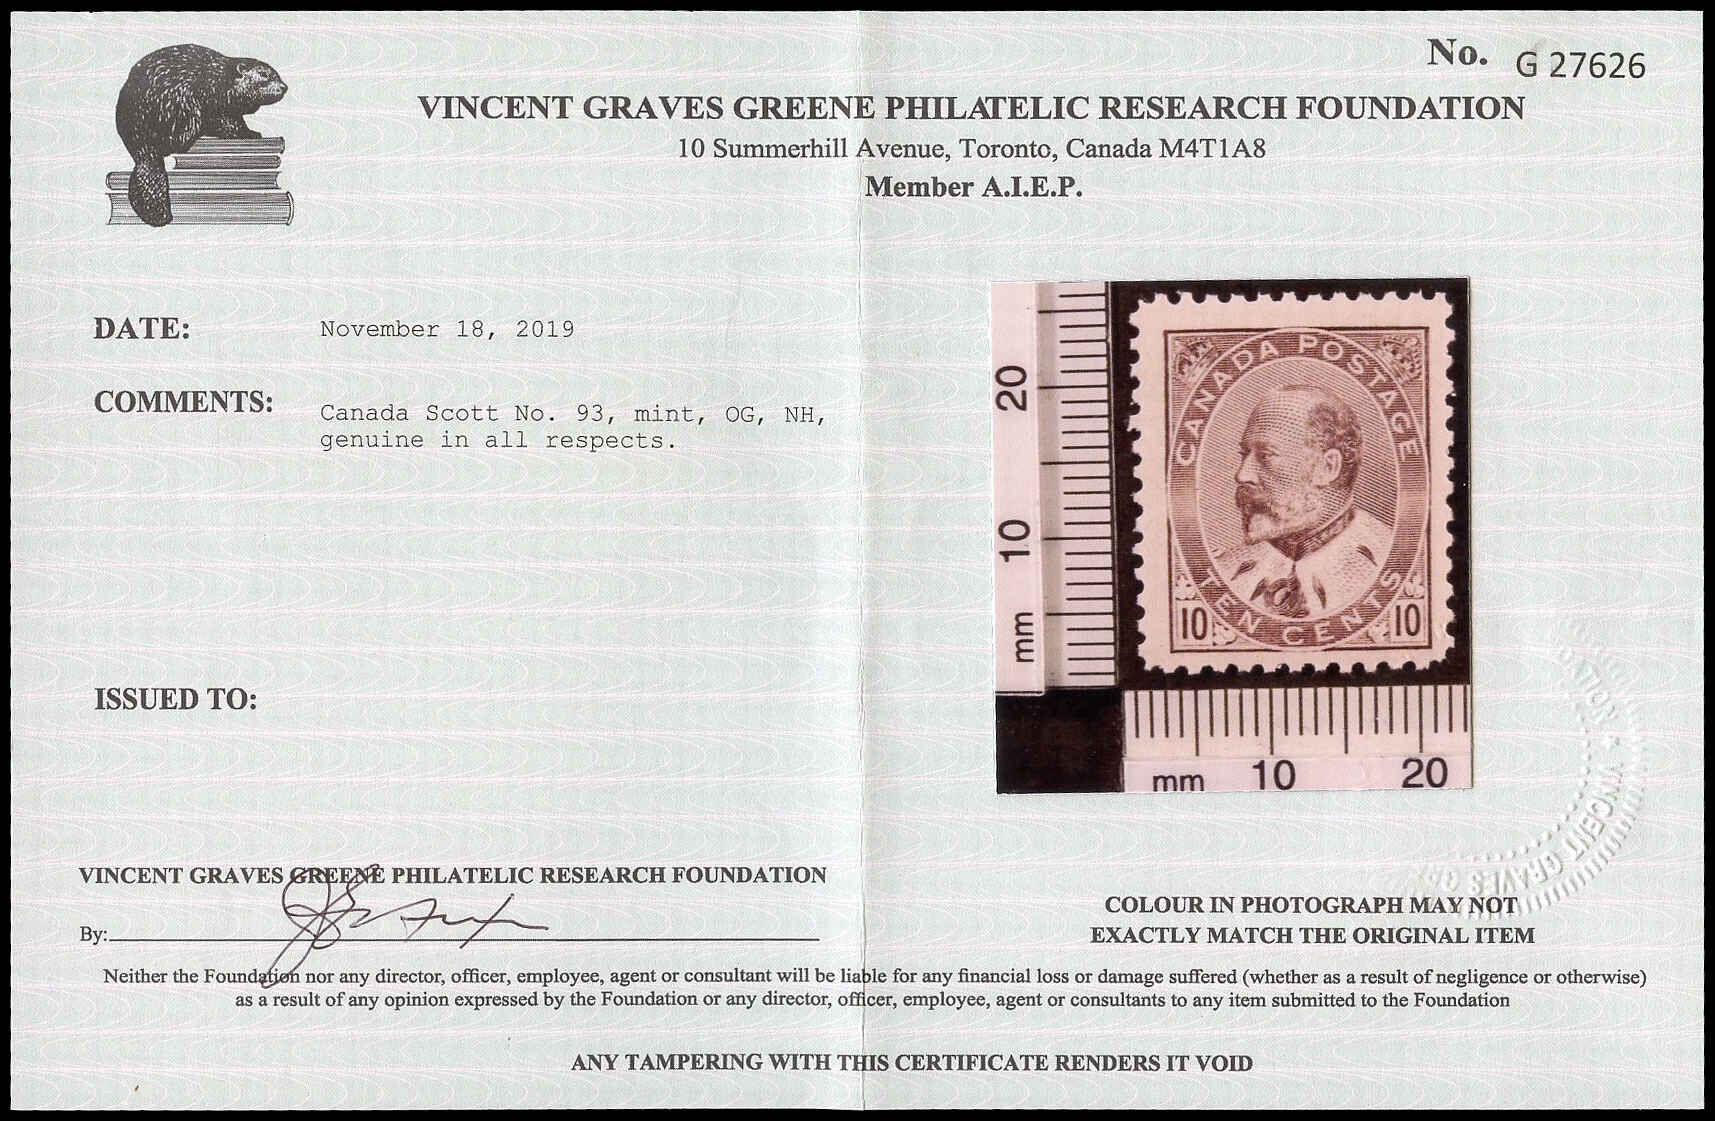 No. G 27626
VINCENT GRAVES GREENE PHILATELIC RESEARCH FOUNDATION
10 Summerhill Avenue, Toronto, Canada M4T1A8
Member A.I.E.P.
DATE: November 18, 2019
COMMENTS: Canada Scott No. 93, mint, OG, NH,
genuine in all respects.
20
10
mm
CANADA POSTAGE
TEN CENTS
10 10
mm 10 20
ISSUED TO:
ATION ★ VINCENT GRAVES
VINCENT GRAVES GREENE PHILATELIC RESEARCH FOUNDATION
By:
COLOUR IN PHOTOGRAPH MAY NOT
EXACTLY MATCH THE ORIGINAL ITEM
Neither the Foundation nor any director, officer, employee, agent or consultant will be liable for any financial loss or damage suffered (whether as a result of negligence or otherwise)
as a result of any opinion expressed by the Foundation or any director, officer, employee, agent or consultants to any item submitted to the Foundation
ANY TAMPERING WITH THIS CERTIFICATE RENDERS IT VOID